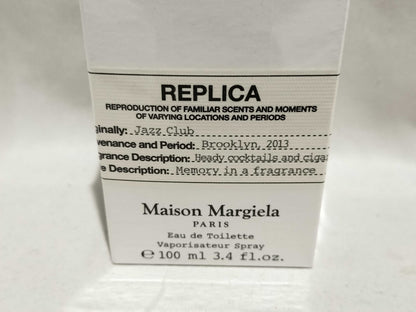 REPLICA
REPRODUCTION OF FAMILIAR SCENTS AND MOMENTS
OF VARYING LOCATIONS AND PERIODS
ginally: Jazz Club
venance and Period: Brooklyn, 2013
grance Description: Heady cocktails and cigar
e Description: Memory in a fragrance
Maison Margiela
PARIS
Eau de Toilette
Vaporisateur Spray
℮ 100 ml 3.4 fl.oz.